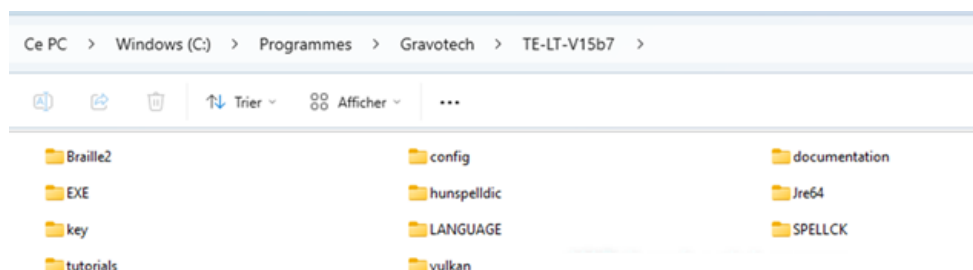 Ce PC > Windows (C:) > Programmes > Gravotech > TE-LT-V15b7 >
Trier Afficher ...
Braille2 config documentation
EXE hunspelldic Jre64
key LANGUAGE SPELLCK
tutorials vulkan